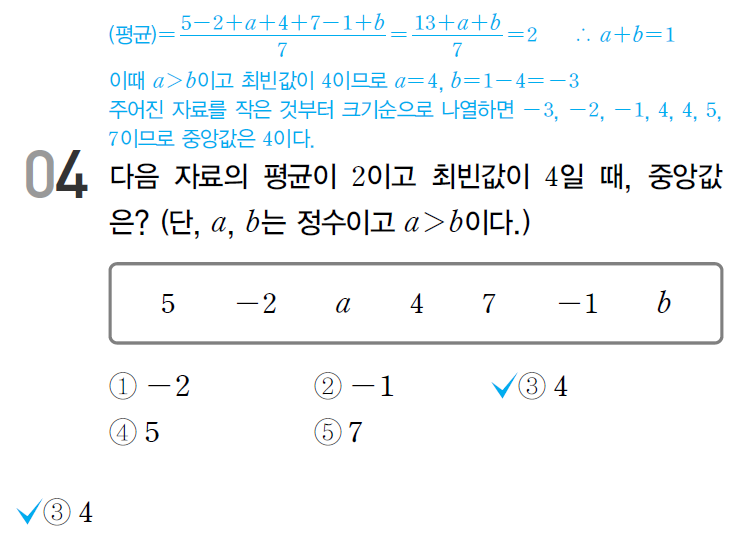 (평균)=5-2+a+4+7-1+b/7=13+a+b/7=2 ∴ a+b=1
이때 a>b이고 최빈값이 4이므로 a=4, b=1-4=-3
주어진 자료를 작은 것부터 크기순으로 나열하면 -3, -2, -1, 4, 4, 5,
7이므로 중앙값은 4이다.
04 다음 자료의 평균이 2이고 최빈값이 4일 때, 중앙값
은? (단, a, b는 정수이고 a>b이다.)
5 -2 a 4 7 -1 b
① -2 ② -1 ✓③ 4
④ 5 ⑤ 7
✓③ 4